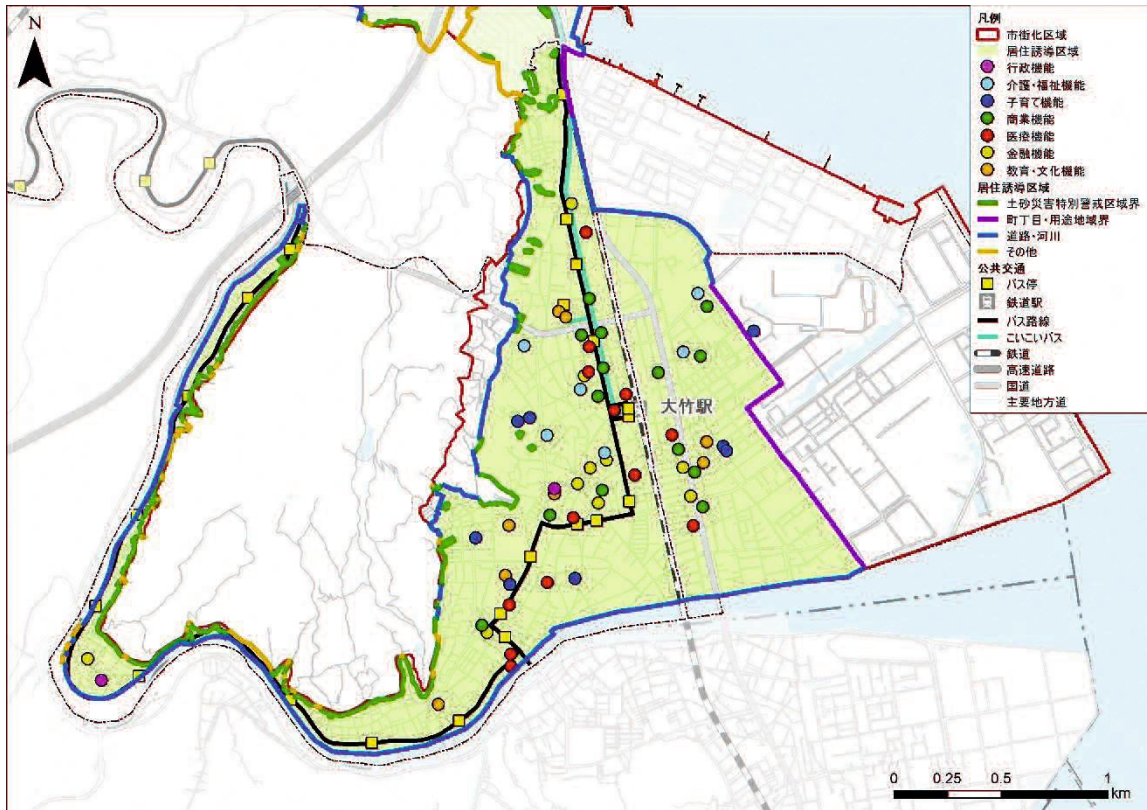 N
凡例
市街化区域
居住誘導区域
行政機能
介護・福祉機能
子育て機能
商業機能
医療機能
金融機能
教育・文化機能
居住誘導区域
土砂災害特別警戒区域界
町丁目・用途地域界
道路・河川
その他
公共交通
バス停
鉄道駅
バス路線
こいこいバス
鉄道
高速道路
国道
主要地方道
大竹駅
0 0.25 0.5 1
km